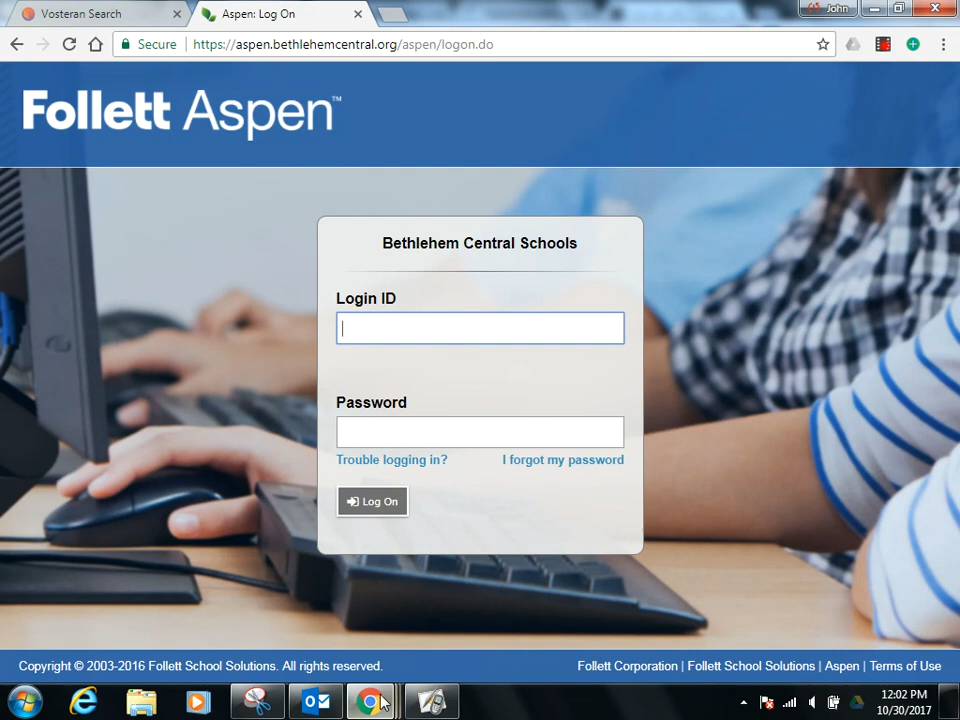 Vosteran Search
Aspen: Log On
John
Secure
https://aspen.bethlehemcentral.org/aspen/logon.do
Follett Aspen™
Bethlehem Central Schools
Login ID
Password
Trouble logging in?
I forgot my password
Log On
Copyright © 2003-2016 Follett School Solutions. All rights reserved.
Follett Corporation | Follett School Solutions | Aspen | Terms of Use
12:02 PM
10/30/2017